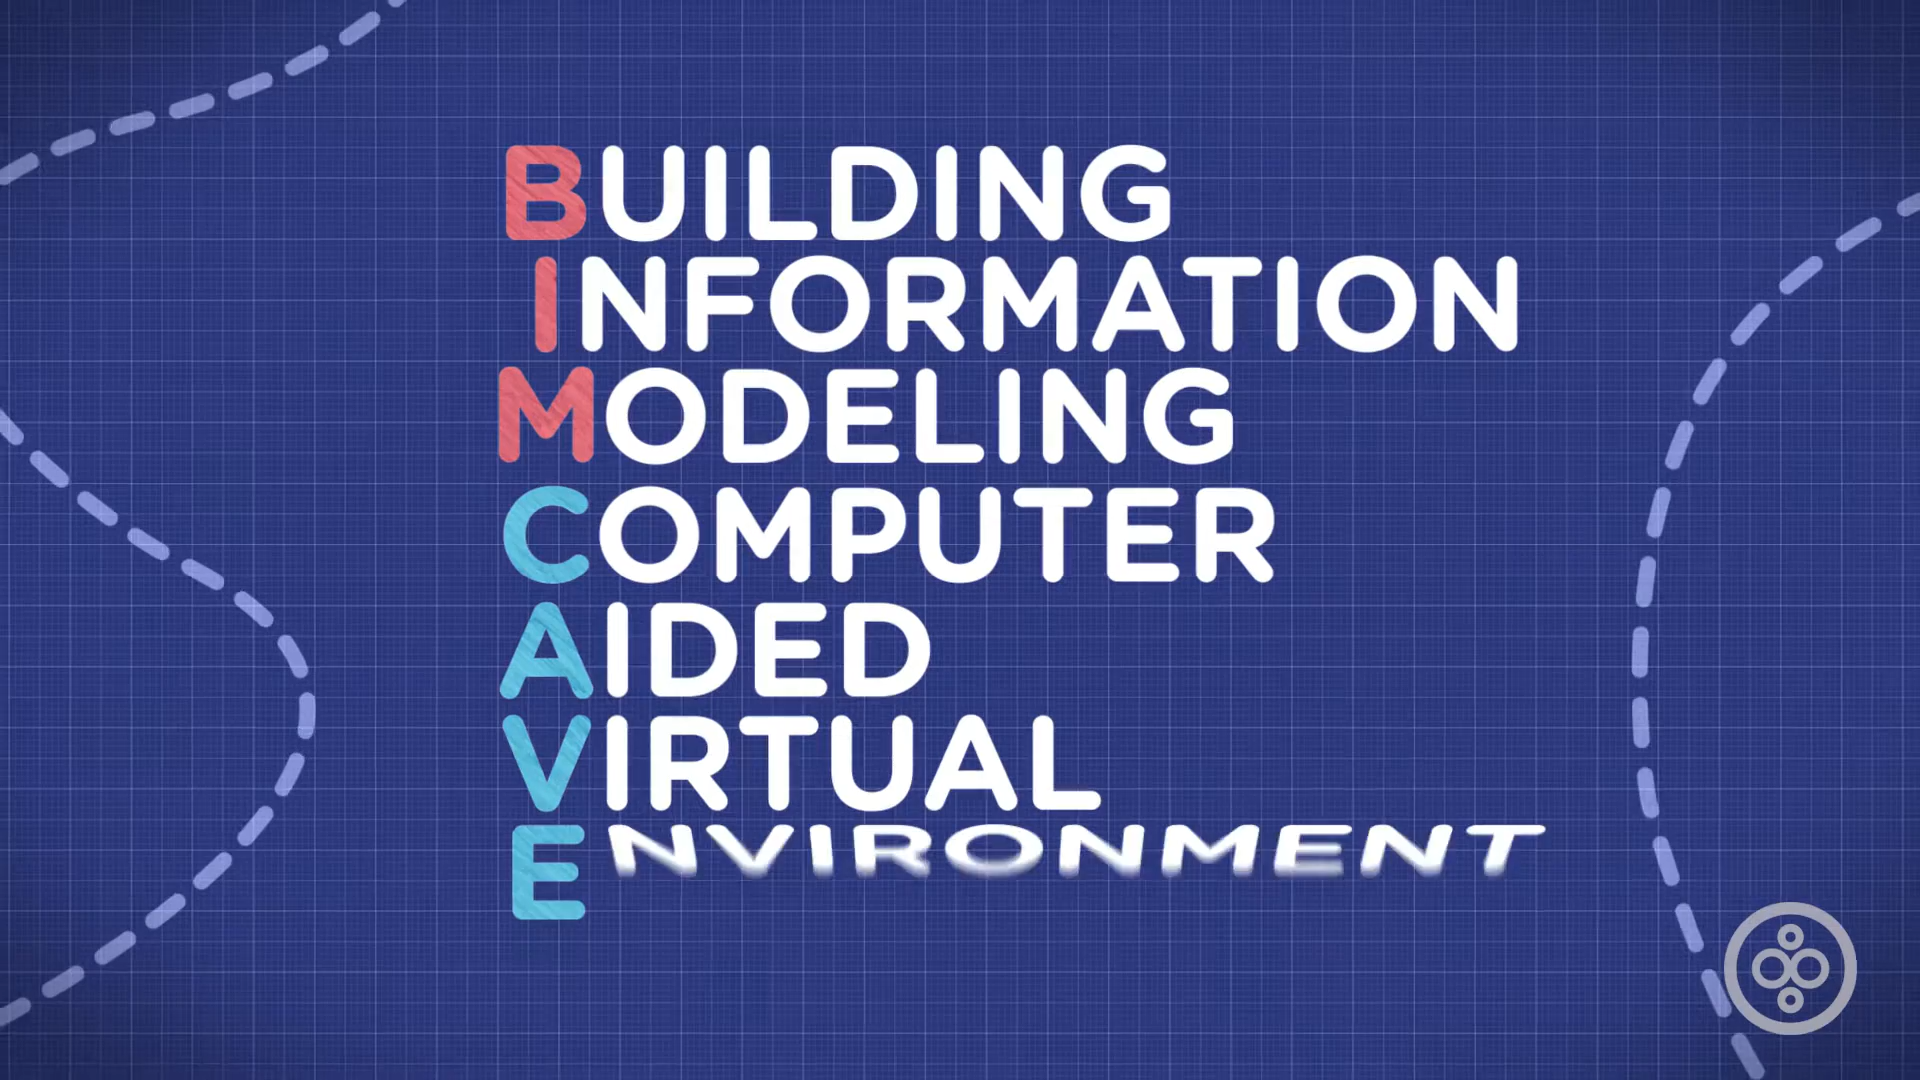 BUILDING
INFORMATION
MODELING
COMPUTER
AIDED
VIRTUAL
ENVIRONMENT